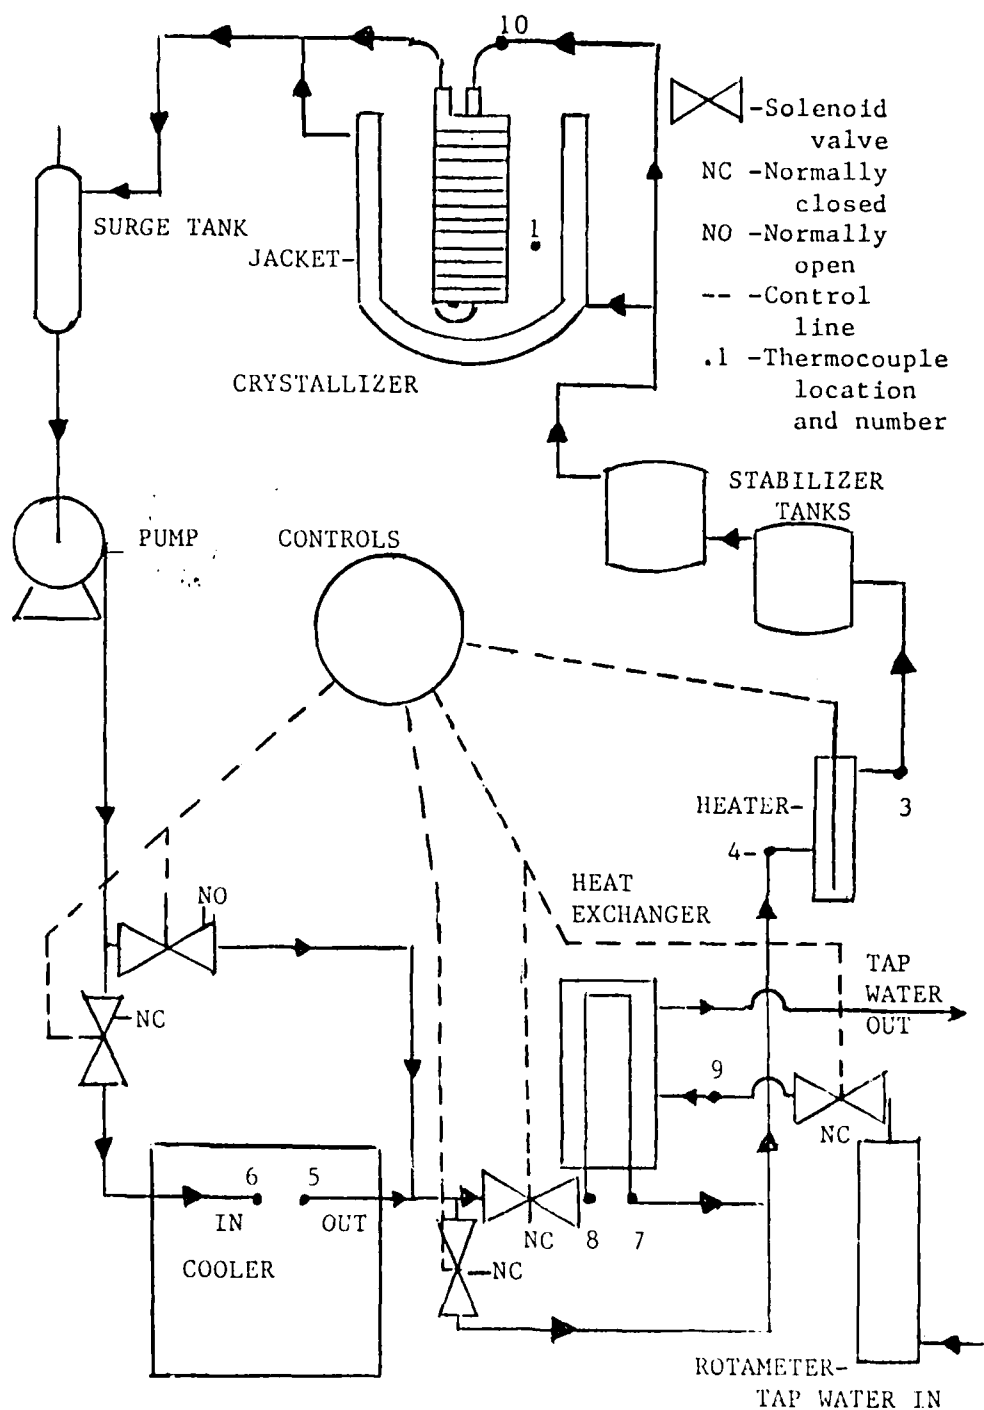 10
-Solenoid
valve
NC -Normally
closed
NO -Normally
open
-- -Control
line
.1 -Thermocouple
location
and number
SURGE TANK
JACKET-
1
CRYSTALLIZER
STABILIZER
TANKS
PUMP
CONTROLS
HEATER-
3
4-
NO
HEAT
EXCHANGER
TAP
WATER
OUT
NC
9
NC
6
5
IN
OUT
NC
8
7
COOLER
NC
ROTAMETER-
TAP WATER IN